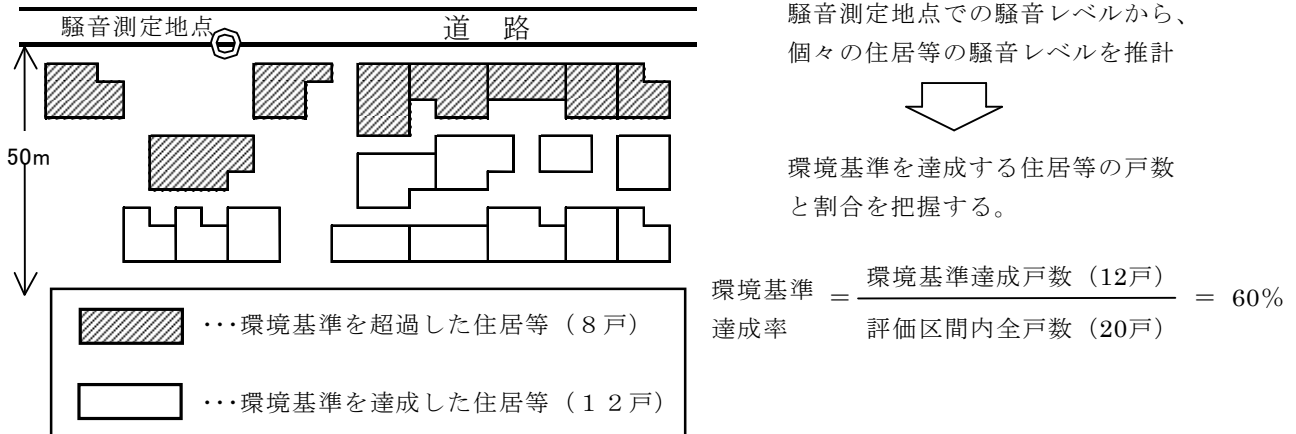 騒音測定地点
道　路
50m
･･･環境基準を超過した住居等（８戸）
･･･環境基準を達成した住居等（１２戸）
騒音測定地点での騒音レベルから、
個々の住居等の騒音レベルを推計
環境基準を達成する住居等の戸数
と割合を把握する。
環境基準
達成率
＝
環境基準達成戸数（12戸）
評価区間内全戸数（20戸）
＝ 60%